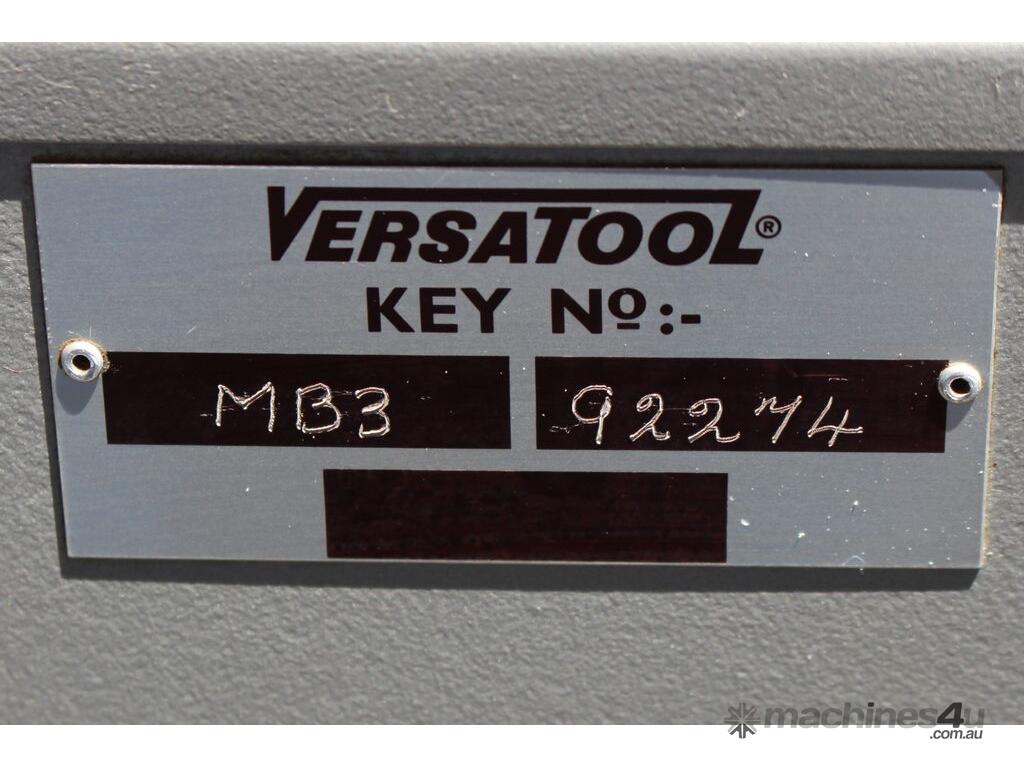 VERSATOOL®
KEY Nº:-
MB3 92274
machines4u
.com.au